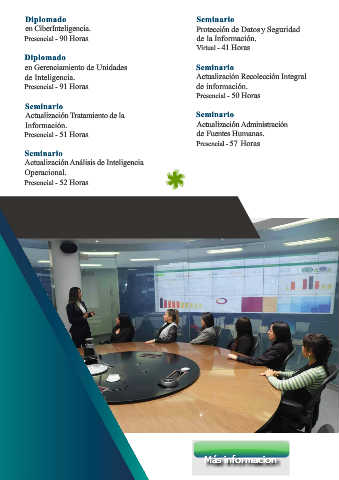 Diplomado
en CiberInteligencia.
Presencial - 90 Horas
Diplomado
en Gerenciamiento de Unidades
de Inteligencia.
Presencial - 91 Horas
Seminario
Actualización Tratamiento de la
Información.
Presencial - 51 Horas
Seminario
Actualización Análisis de Inteligencia
Operacional.
Presencial - 52 Horas
Seminario
Protección de Datos y Seguridad
de la Información.
Virtual - 41 Horas
Seminario
Actualización Recolección Integral
de información.
Presencial - 50 Horas
Seminario
Actualización Administración
de Fuentes Humanas.
Presencial - 57 Horas
Más información